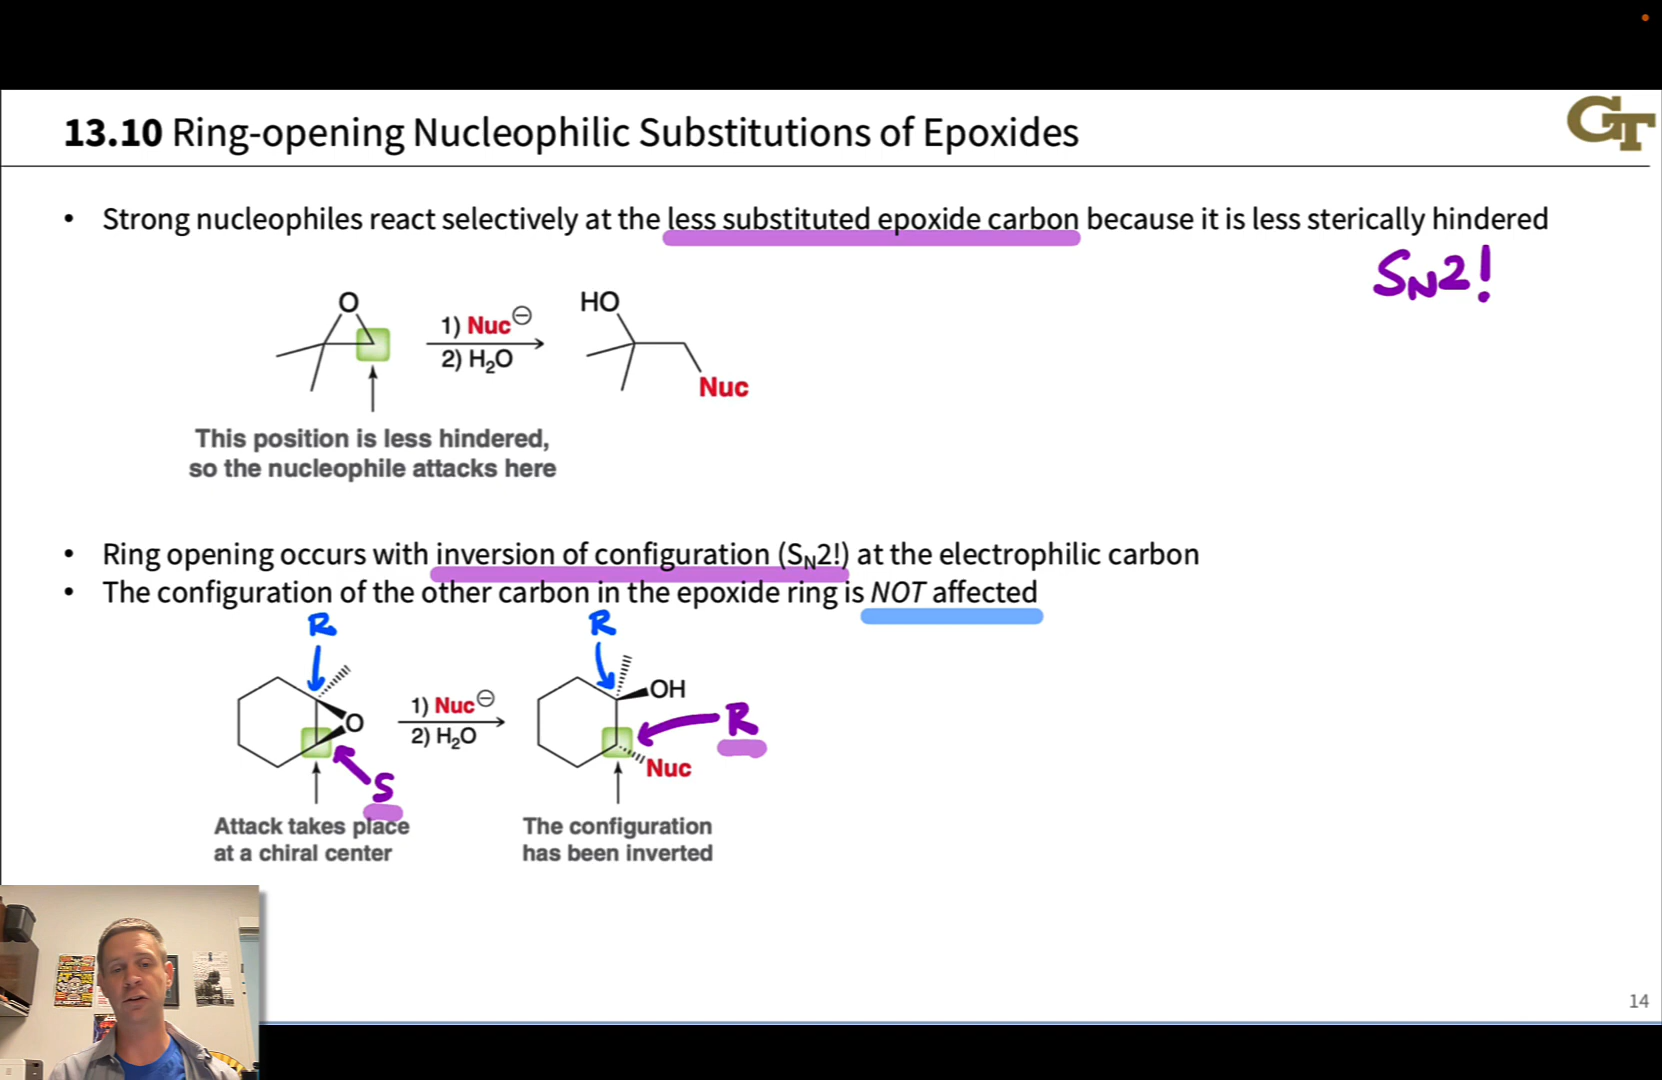 13.10 Ring-opening Nucleophilic Substitutions of Epoxides
GT
• Strong nucleophiles react selectively at the less substituted epoxide carbon because it is less sterically hindered
SN2!
O
1) Nuc⊖
2) H₂O
HO
Nuc
This position is less hindered,
so the nucleophile attacks here
• Ring opening occurs with inversion of configuration (SN2!) at the electrophilic carbon
• The configuration of the other carbon in the epoxide ring is NOT affected
R
R
O
1) Nuc⊖
2) H₂O
OH
R
Nuc
S
Attack takes place
at a chiral center
The configuration
has been inverted
14